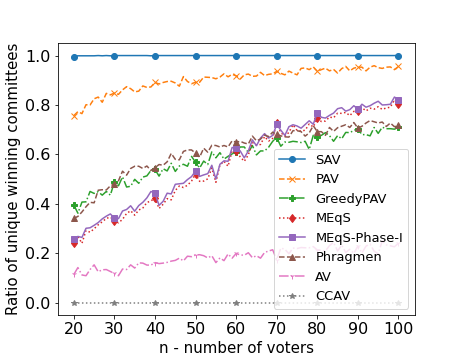 Ratio of unique winning committees
1.0
0.8
0.6
0.4
0.2
0.0
SAV
PAV
GreedyPAV
MEqS
MEqS-Phase-I
Phragmen
AV
CCAV
20 30 40 50 60 70 80 90 100
n - number of voters